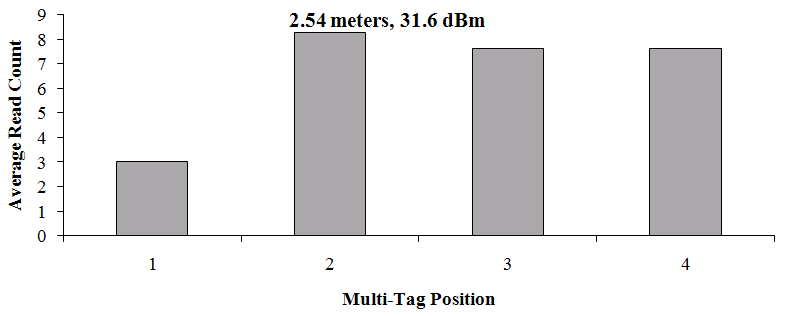 2.54 meters, 31.6 dBm
Average Read Count
9
8
7
6
5
4
3
2
1
0
1 2 3 4
Multi-Tag Position